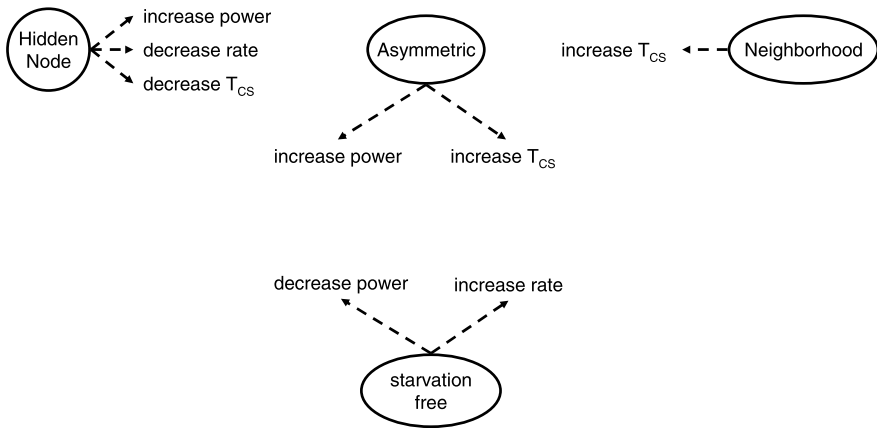 Hidden
Node
increase power
decrease rate
decrease T_CS
Asymmetric
increase power
increase T_CS
increase T_CS
Neighborhood
decrease power
increase rate
starvation
free